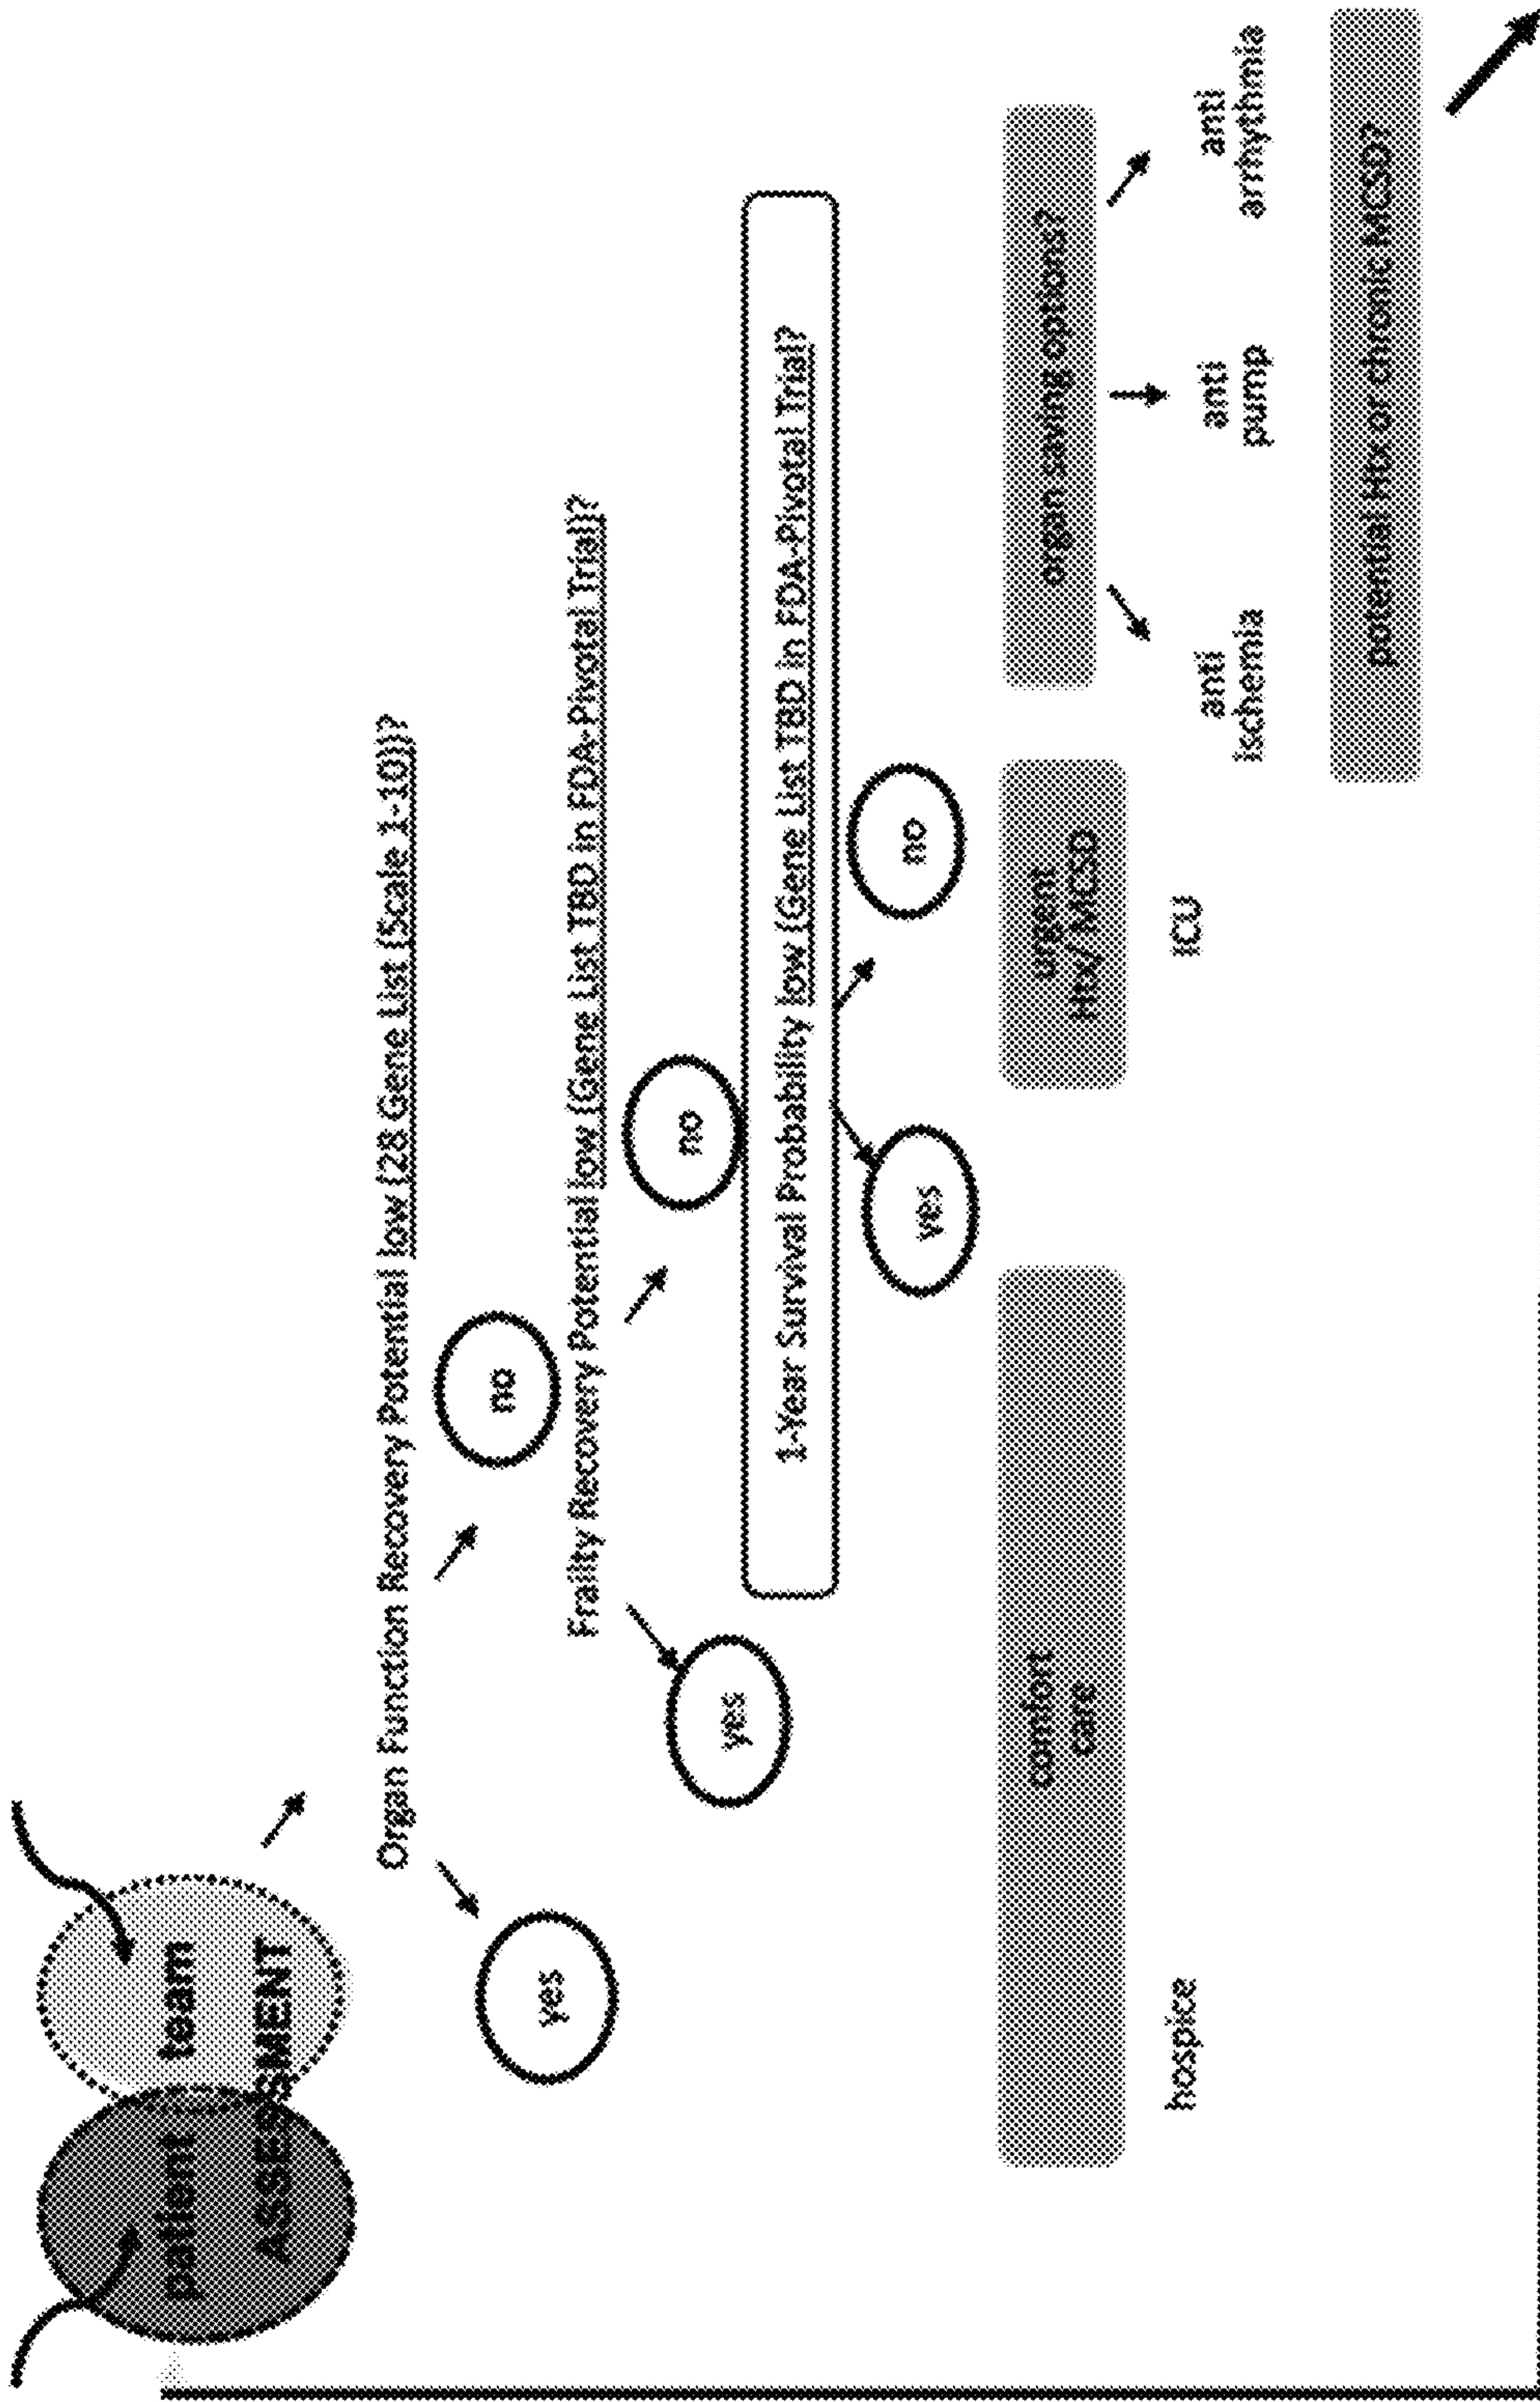 patient team
ASSESSMENT
Organ Function Recovery Potential low (28 Gene List (Scale 1-10))?
yes
no
Frailty Recovery Potential low (Gene List TBD in FDA-Pivotal Trial)?
yes
no
1-Year Survival Probability low (Gene List TBD in FDA-Pivotal Trial?
yes
no
comfort
care
hospice
urgent
Htx/ MCSD
ICU
organ saving options?
anti
ischemia
anti
pump
anti
arrhythmia
potential Htx or chronic MCSD?